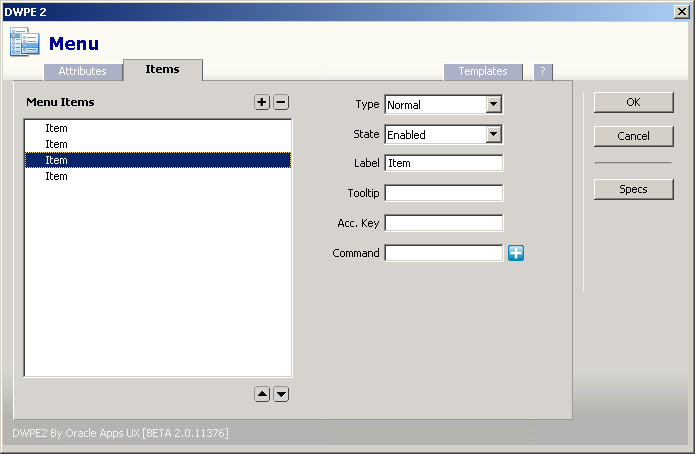 DWPE 2
Menu
Attributes
Items
Templates
?
Menu Items
Item
Item
Item
Item
Type
Normal
State
Enabled
Label
Item
Tooltip
Acc. Key
Command
OK
Cancel
Specs
DWPE2 By Oracle Apps UX [BETA 2.0.11376]